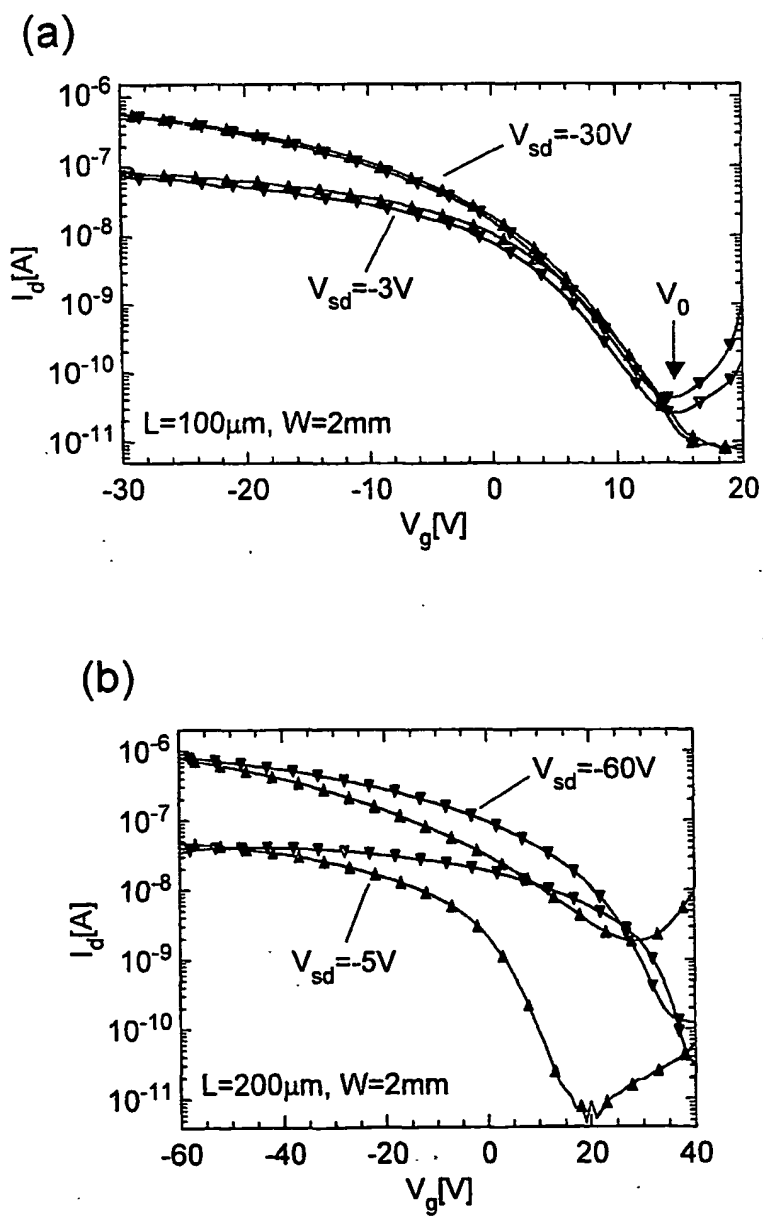 (a)
10^-6
10^-7
10^-8
10^-9
10^-10
10^-11
I_d[A]
V_sd=-30V
V_sd=-3V
V_0
L=100μm, W=2mm
-30 -20 -10 0 10 20
V_g[V]
(b)
10^-6
10^-7
10^-8
10^-9
10^-10
10^-11
I_d[A]
V_sd=-60V
V_sd=-5V
L=200μm, W=2mm
-60 -40 -20 0 20 40
V_g[V]